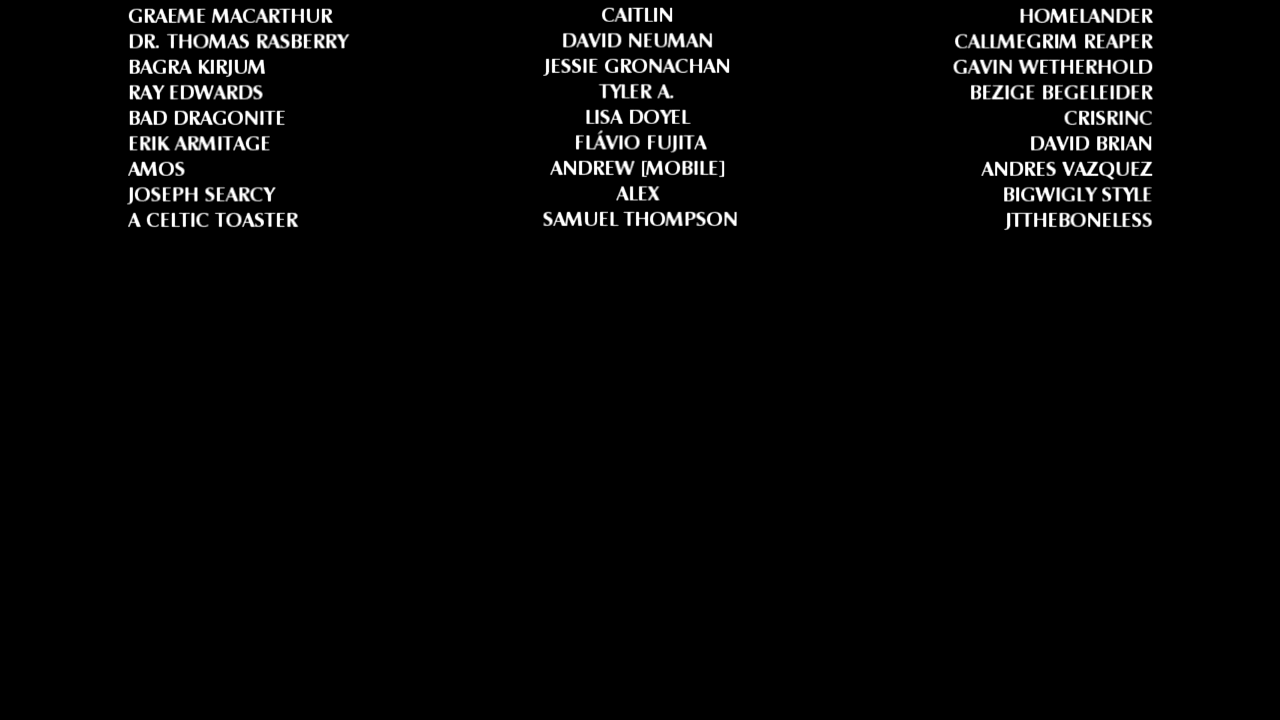 GRAEME MACARTHUR CAITLIN HOMELANDER
DR. THOMAS RASBERRY DAVID NEUMAN CALLMEGRIM REAPER
BAGRA KIRJUM JESSIE GRONACHAN GAVIN WETHERHOLD
RAY EDWARDS TYLER A. BEZIGE BEGELEIDER
BAD DRAGONITE LISA DOYEL CRISRINC
ERIK ARMITAGE FLÁVIO FUJITA DAVID BRIAN
AMOS ANDREW [MOBILE] ANDRES VAZQUEZ
JOSEPH SEARCY ALEX BIGWIGLY STYLE
A CELTIC TOASTER SAMUEL THOMPSON JTTHEBONELESS